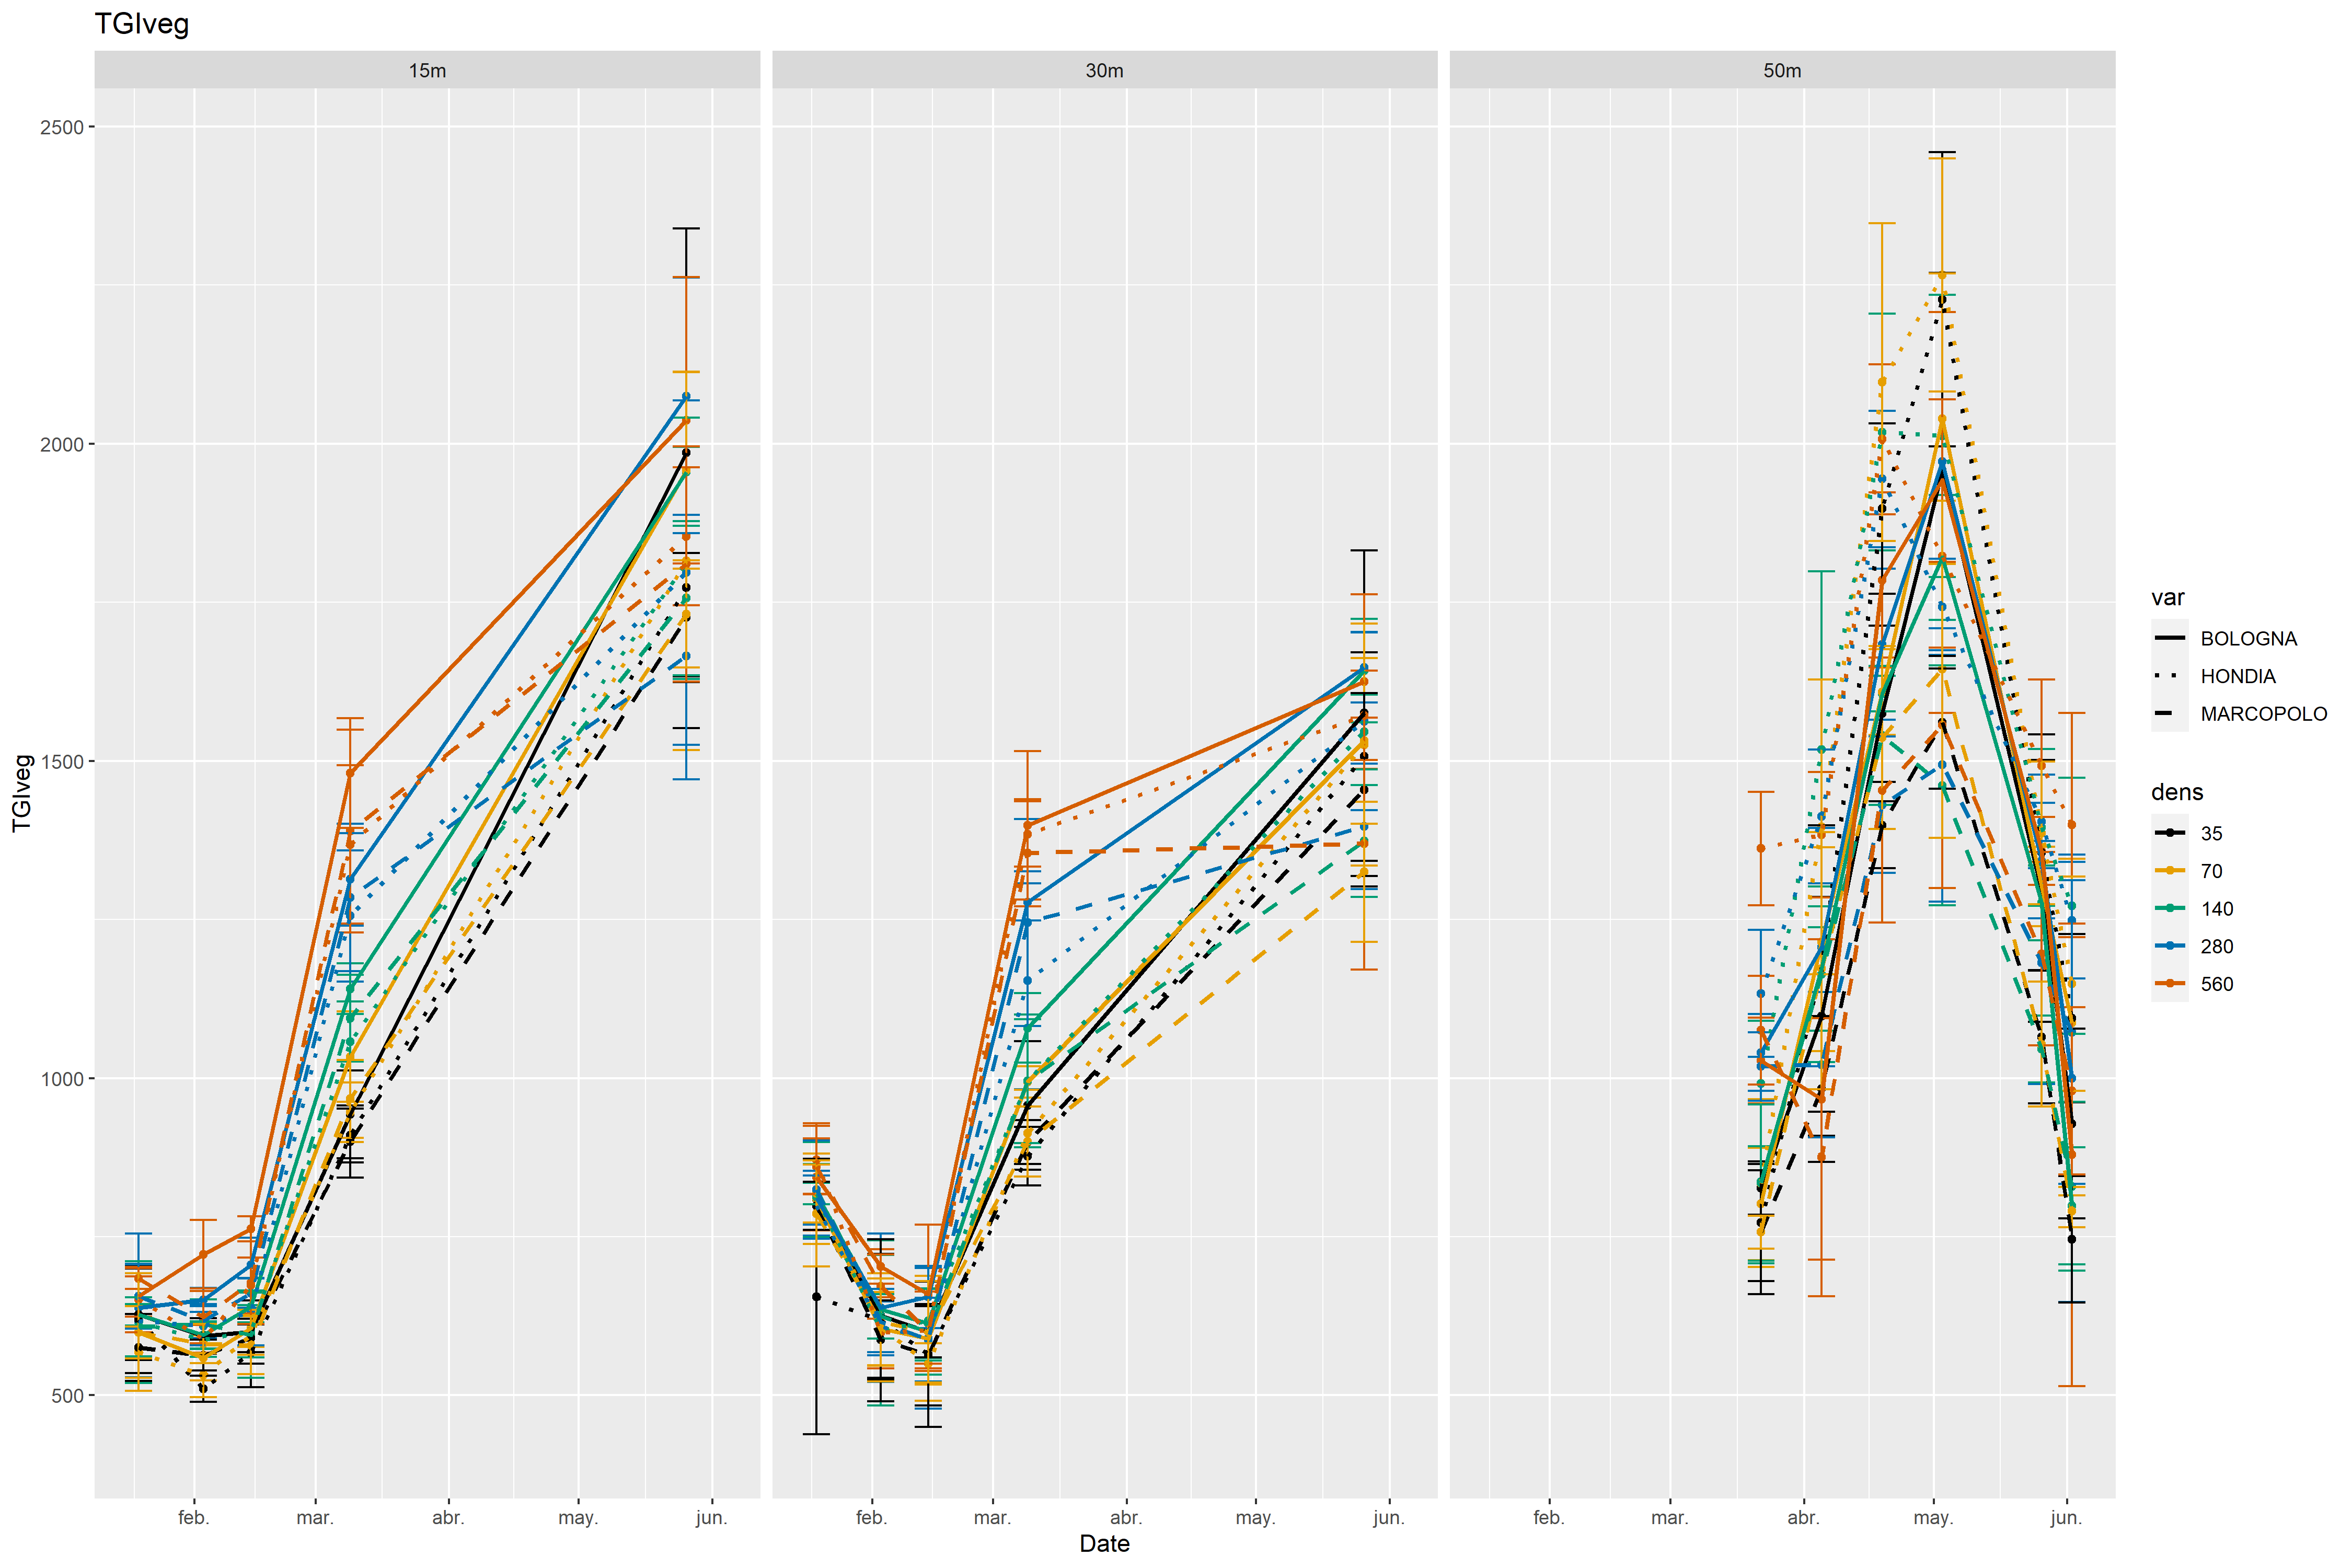 TGIveg
15m 30m 50m
2500
2000
1500
1000
500
TGIveg
feb. mar. abr. may. jun. feb. mar. abr. may. jun. feb. mar. abr. may. jun.
Date
var
BOLOGNA
HONDIA
MARCOPOLO
dens
35
70
140
280
560